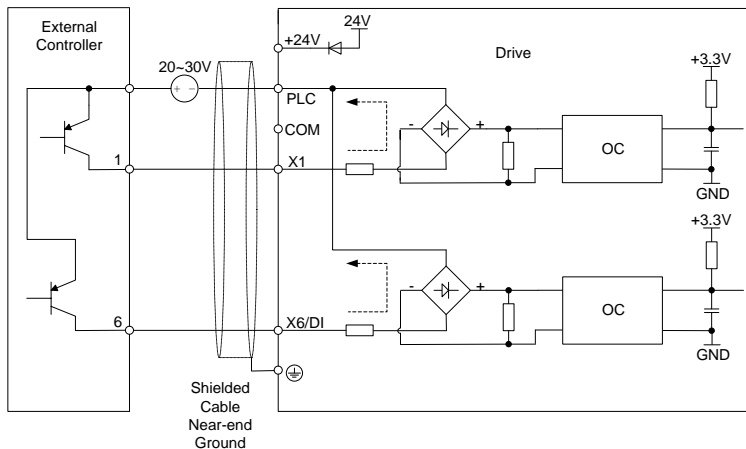 External
Controller
24V
+24V
Drive
20~30V
+ -
+3.3V
PLC
COM
- +
OC
1
X1
GND
+3.3V
- +
OC
6
X6/DI
GND
Shielded
Cable
Near-end
Ground